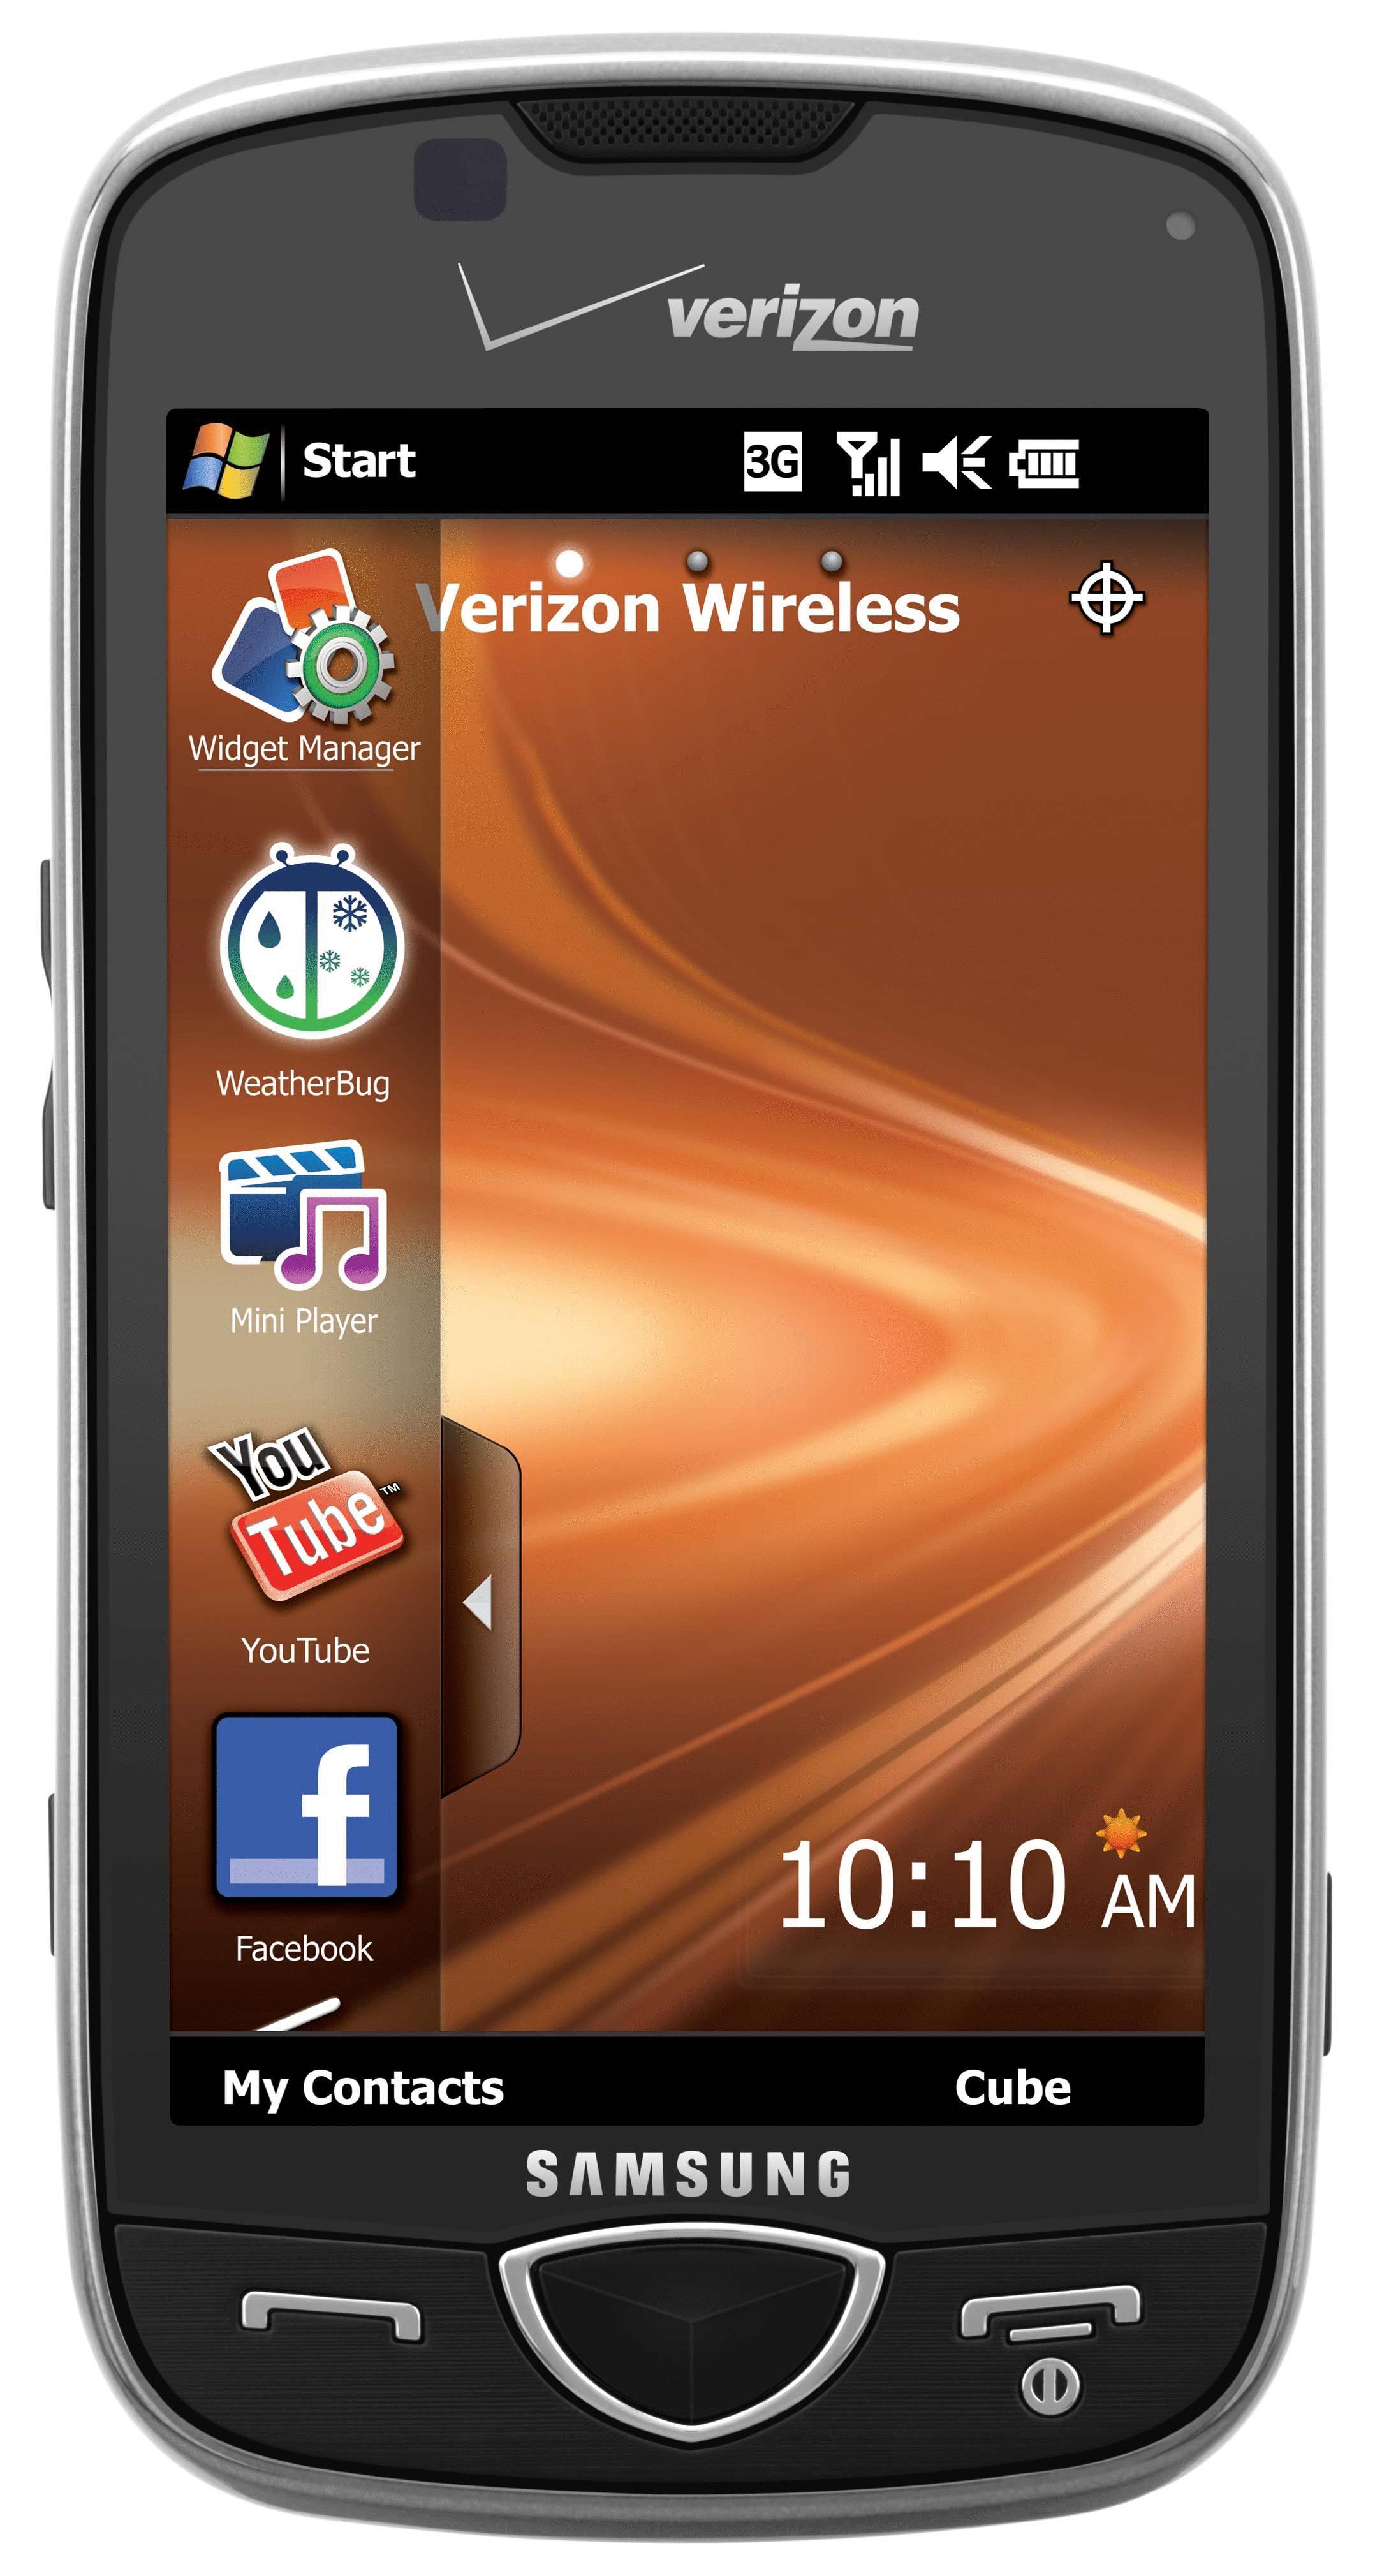 verizon
Start
3G
Verizon Wireless
Widget Manager
WeatherBug
Mini Player
You
Tube™
YouTube
f
Facebook
10:10 AM
My Contacts
Cube
SAMSUNG